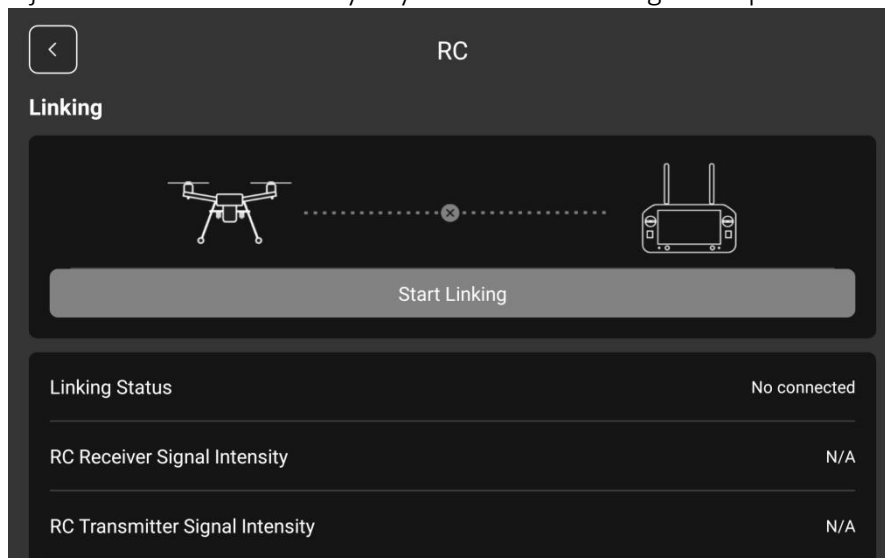 RC
Linking
Start Linking
Linking Status No connected
RC Receiver Signal Intensity N/A
RC Transmitter Signal Intensity N/A